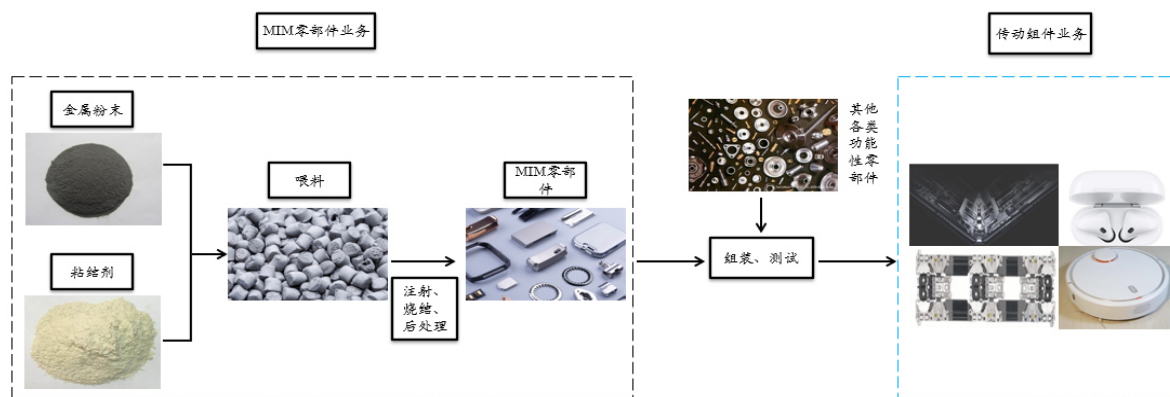 MIM零部件业务
传动组件业务
金属粉末
粘结剂
喂料
注射、
烧结、
后处理
MIM零部
件
其他
各类
功能
性零
部件
组装、测试